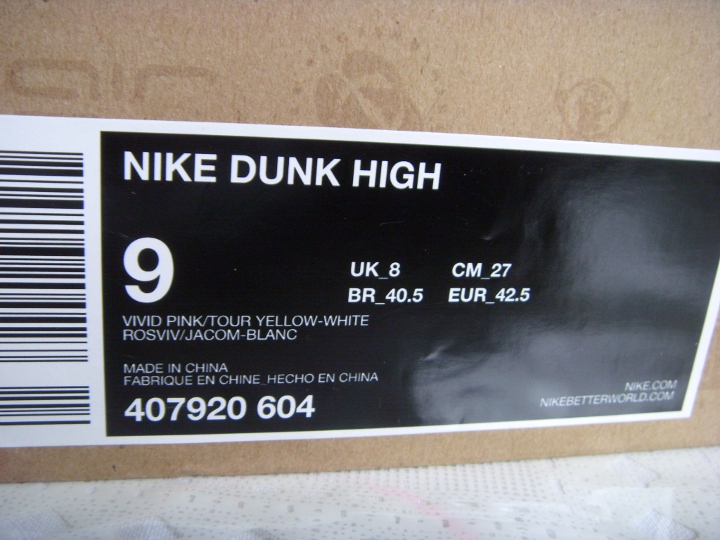 NIKE DUNK HIGH
9
UK_8 CM_27
BR_40.5 EUR_42.5
VIVID PINK/TOUR YELLOW-WHITE
ROSVIV/JACOM-BLANC
MADE IN CHINA
FABRIQUE EN CHINE_HECHO EN CHINA
407920 604
NIKE.COM
NIKEBETTERWORLD.COM